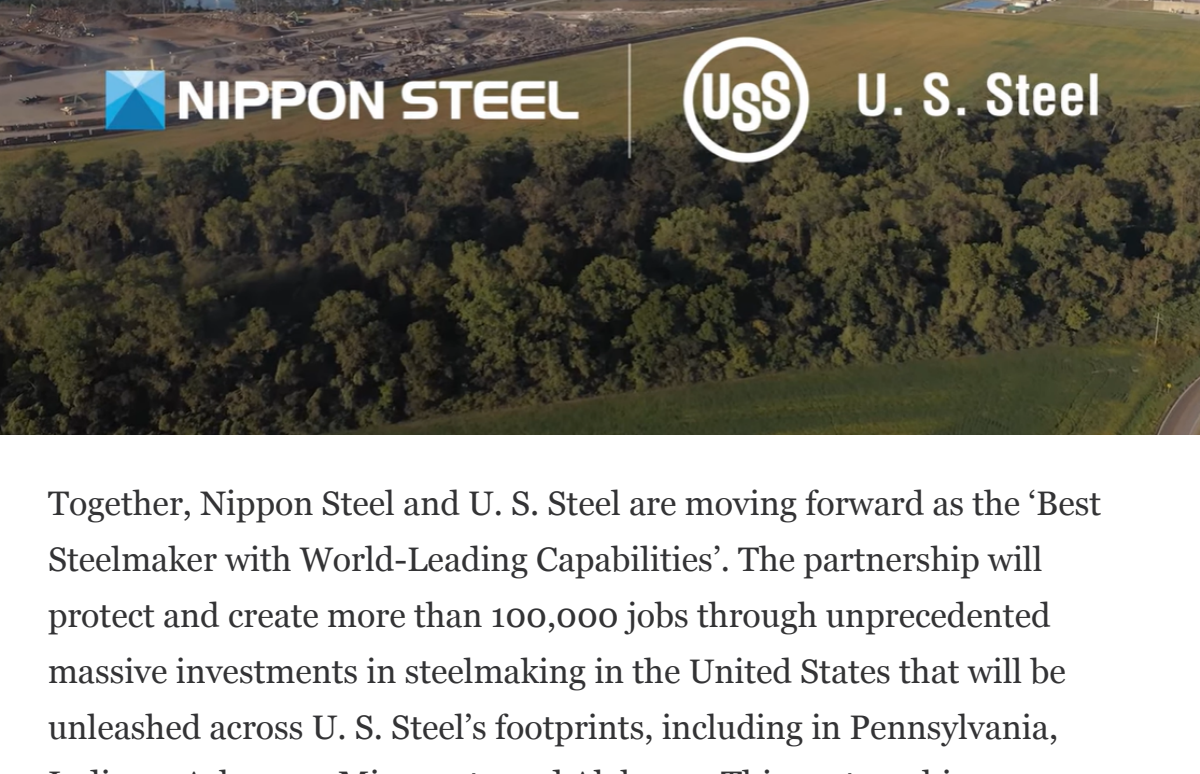 NIPPON STEEL
USS
U. S. Steel
Together, Nippon Steel and U. S. Steel are moving forward as the ‘Best
Steelmaker with World-Leading Capabilities’. The partnership will
protect and create more than 100,000 jobs through unprecedented
massive investments in steelmaking in the United States that will be
unleashed across U. S. Steel’s footprints, including in Pennsylvania,